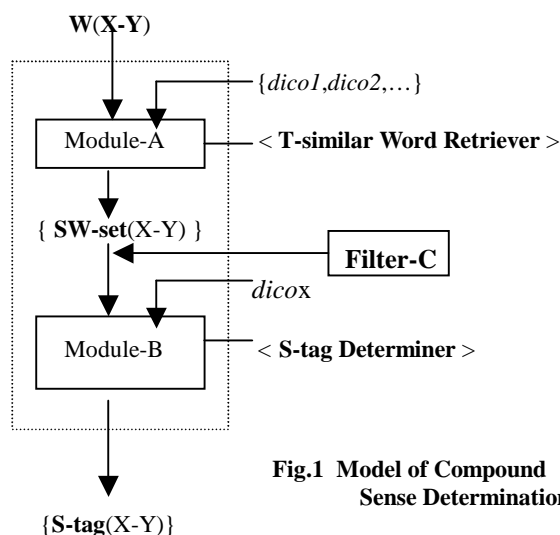 W(X-Y)
{dico1,dico2,…}
Module-A
< T-similar Word Retriever >
{ SW-set(X-Y) }
Filter-C
dicox
Module-B
< S-tag Determiner >
Fig.1 Model of Compound
Sense Determination
{S-tag(X-Y)}